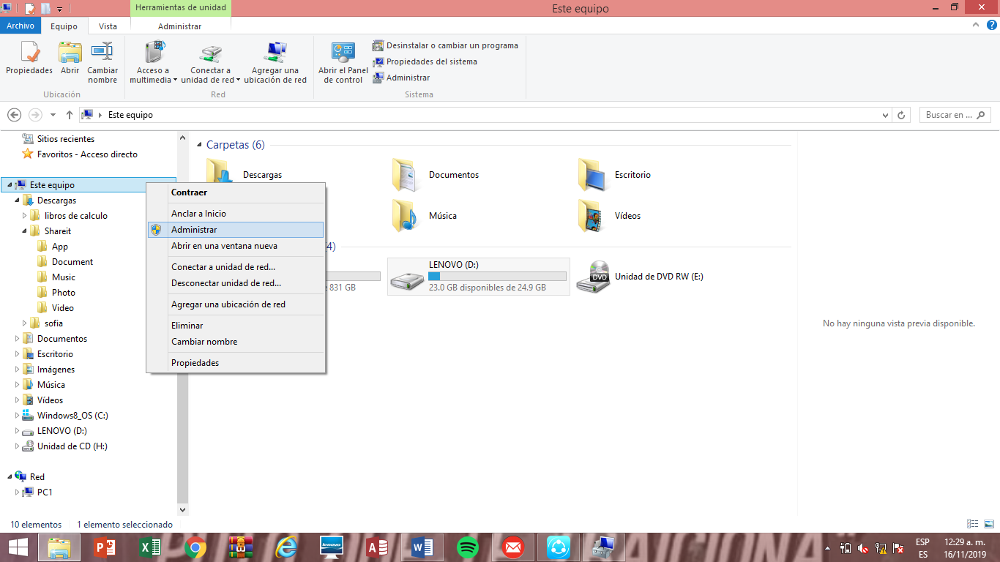 Herramientas de unidad
Este equipo
Archivo
Equipo
Vista
Administrar
Propiedades
Abrir
Cambiar
nombre
Ubicación
Acceso a
multimedia
Conectar a
unidad de red
Agregar una
ubicación de red
Red
Abrir el Panel
de control
Desinstalar o cambiar un programa
Propiedades del sistema
Administrar
Sistema
Este equipo
Buscar en ...
Sitios recientes
Favoritos - Acceso directo
Este equipo
Descargas
libros de calculo
Shareit
App
Document
Music
Photo
Video
sofia
Documentos
Escritorio
Imágenes
Música
Vídeos
Windows8_OS (C:)
LENOVO (D:)
Unidad de CD (H:)
Red
PC1
Contraer
Anclar a Inicio
Administrar
Abrir en una ventana nueva
Conectar a unidad de red...
Desconectar unidad de red...
Agregar una ubicación de red
Eliminar
Cambiar nombre
Propiedades
Carpetas (6)
Descargas
Documentos
Escritorio
Música
Vídeos
(4)
831 GB
LENOVO (D:)
23.0 GB disponibles de 24.9 GB
DVD
Unidad de DVD RW (E:)
No hay ninguna vista previa disponible.
10 elementos
1 elemento seleccionado
lenovo
ESP
ES
12:29 a. m.
16/11/2019